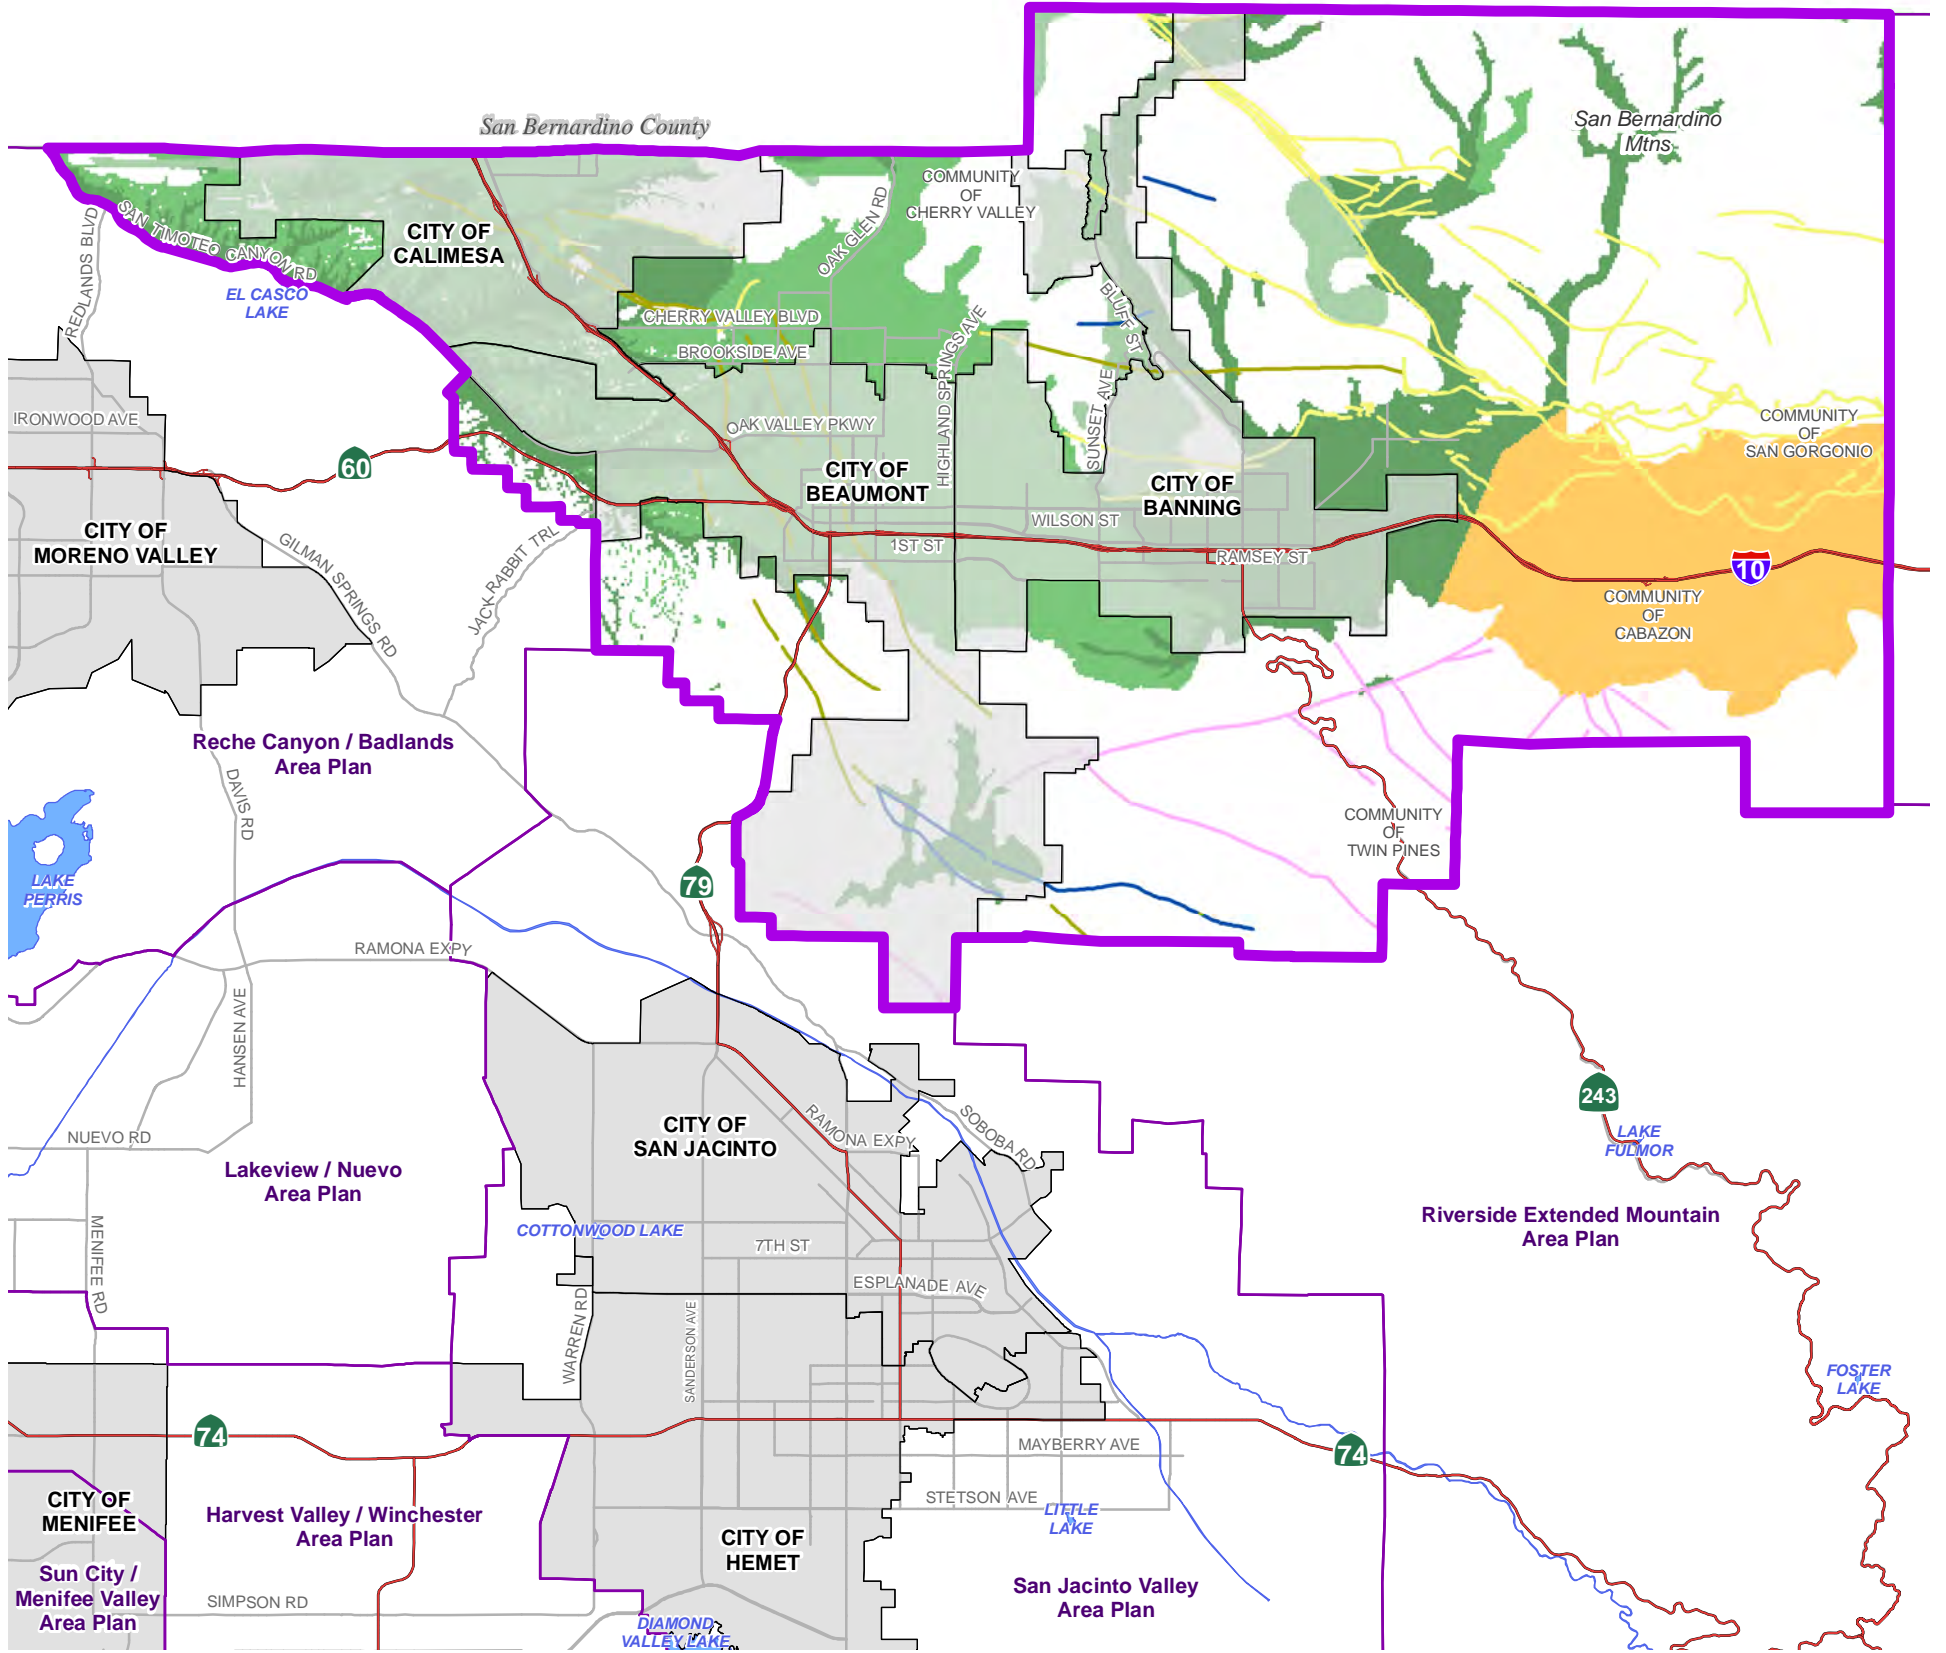 San Bernardino County
San Bernardino
Mtns
COMMUNITY
OF
CHERRY VALLEY
OAK GLEN RD
REDLANDS BLVD
SAN TIMOTEO CANYON RD
CITY OF
CALIMESA
EL CASCO
LAKE
CHERRY VALLEY BLVD
BROOKSIDE AVE
HIGHLAND SPRINGS AVE
BLUFF ST
SUNSET AVE
IRONWOOD AVE
OAK VALLEY PKWY
COMMUNITY
OF
SAN GORGONIO
60
CITY OF
BEAUMONT
CITY OF
BANNING
WILSON ST
1ST ST
RAMSEY ST
10
CITY OF
MORENO VALLEY
GILMAN SPRINGS RD
JACK RABBIT TRL
COMMUNITY
OF
CABAZON
Reche Canyon / Badlands
Area Plan
DAVIS RD
COMMUNITY
OF
TWIN PINES
LAKE
PERRIS
79
RAMONA EXPY
HANSEN AVE
243
NUEVO RD
CITY OF
SAN JACINTO
RAMONA EXPY
SOBOBA RD
LAKE
FULMOR
Lakeview / Nuevo
Area Plan
MENIFEE RD
COTTONWOOD LAKE
7TH ST
ESPLANADE AVE
Riverside Extended Mountain
Area Plan
WARREN RD
SANDERSON AVE
FOSTER
LAKE
74
MAYBERRY AVE
74
CITY OF
MENIFEE
Harvest Valley / Winchester
Area Plan
STETSON AVE
LITTLE
LAKE
CITY OF
HEMET
Sun City /
Menifee Valley
Area Plan
SIMPSON RD
San Jacinto Valley
Area Plan
DIAMOND
VALLEY LAKE